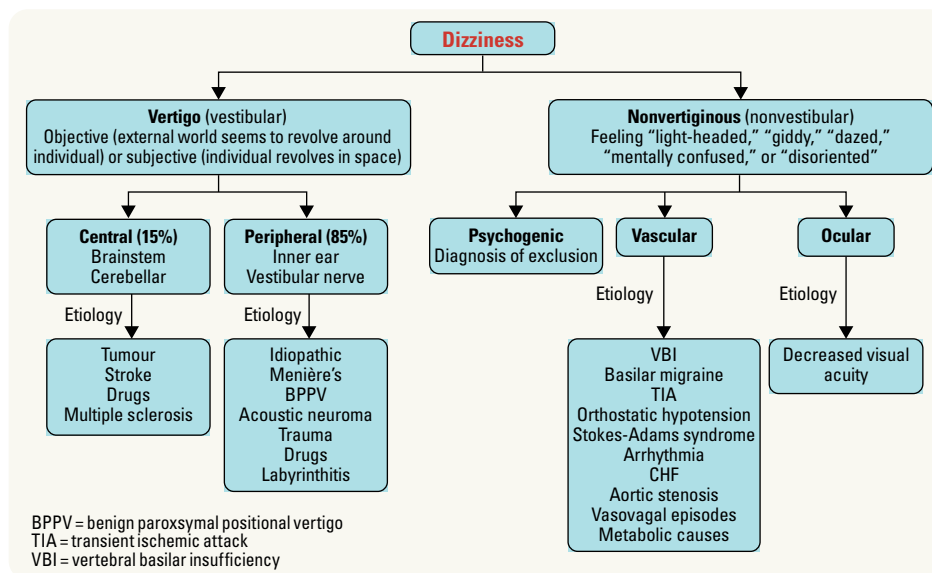 Dizziness
Vertigo (vestibular)
Objective (external world seems to revolve around
individual) or subjective (individual revolves in space)
Nonvertiginous (nonvestibular)
Feeling “light-headed,” “giddy,” “dazed,
“mentally confused,” or “disoriented”
Central (15%)
Brainstem
Cerebellar
Peripheral (85%)
Inner ear
Vestibular nerve
Psychogenic
Diagnosis of exclusion
Vascular
Ocular
Etiology
Etiology
Etiology
Etiology
Tumour
Stroke
Drugs
Multiple sclerosis
Idiopathic
Menière's
BPPV
Acoustic neuroma
Trauma
Drugs
Labyrinthitis
VBI
Basilar migraine
TIA
Orthostatic hypotension
Stokes-Adams syndrome
Arrhythmia
CHF
Aortic stenosis
Vasovagal episodes
Metabolic causes
Decreased visual
acuity
BPPV = benign paroxsymal positional vertigo
TIA = transient ischemic attack
VBI = vertebral basilar insufficiency